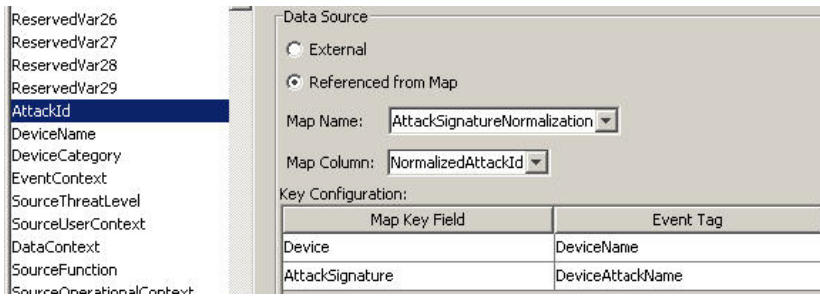 ReservedVar26
ReservedVar27
ReservedVar28
ReservedVar29
AttackId
DeviceName
DeviceCategory
EventContext
SourceThreatLevel
SourceUserContext
DataContext
SourceFunction
SourceOperationalContext
Data Source
External
Referenced from Map
Map Name: AttackSignatureNormalization
Map Column: NormalizedAttackId
Key Configuration:
Map Key Field Event Tag
Device DeviceName
AttackSignature DeviceAttackName